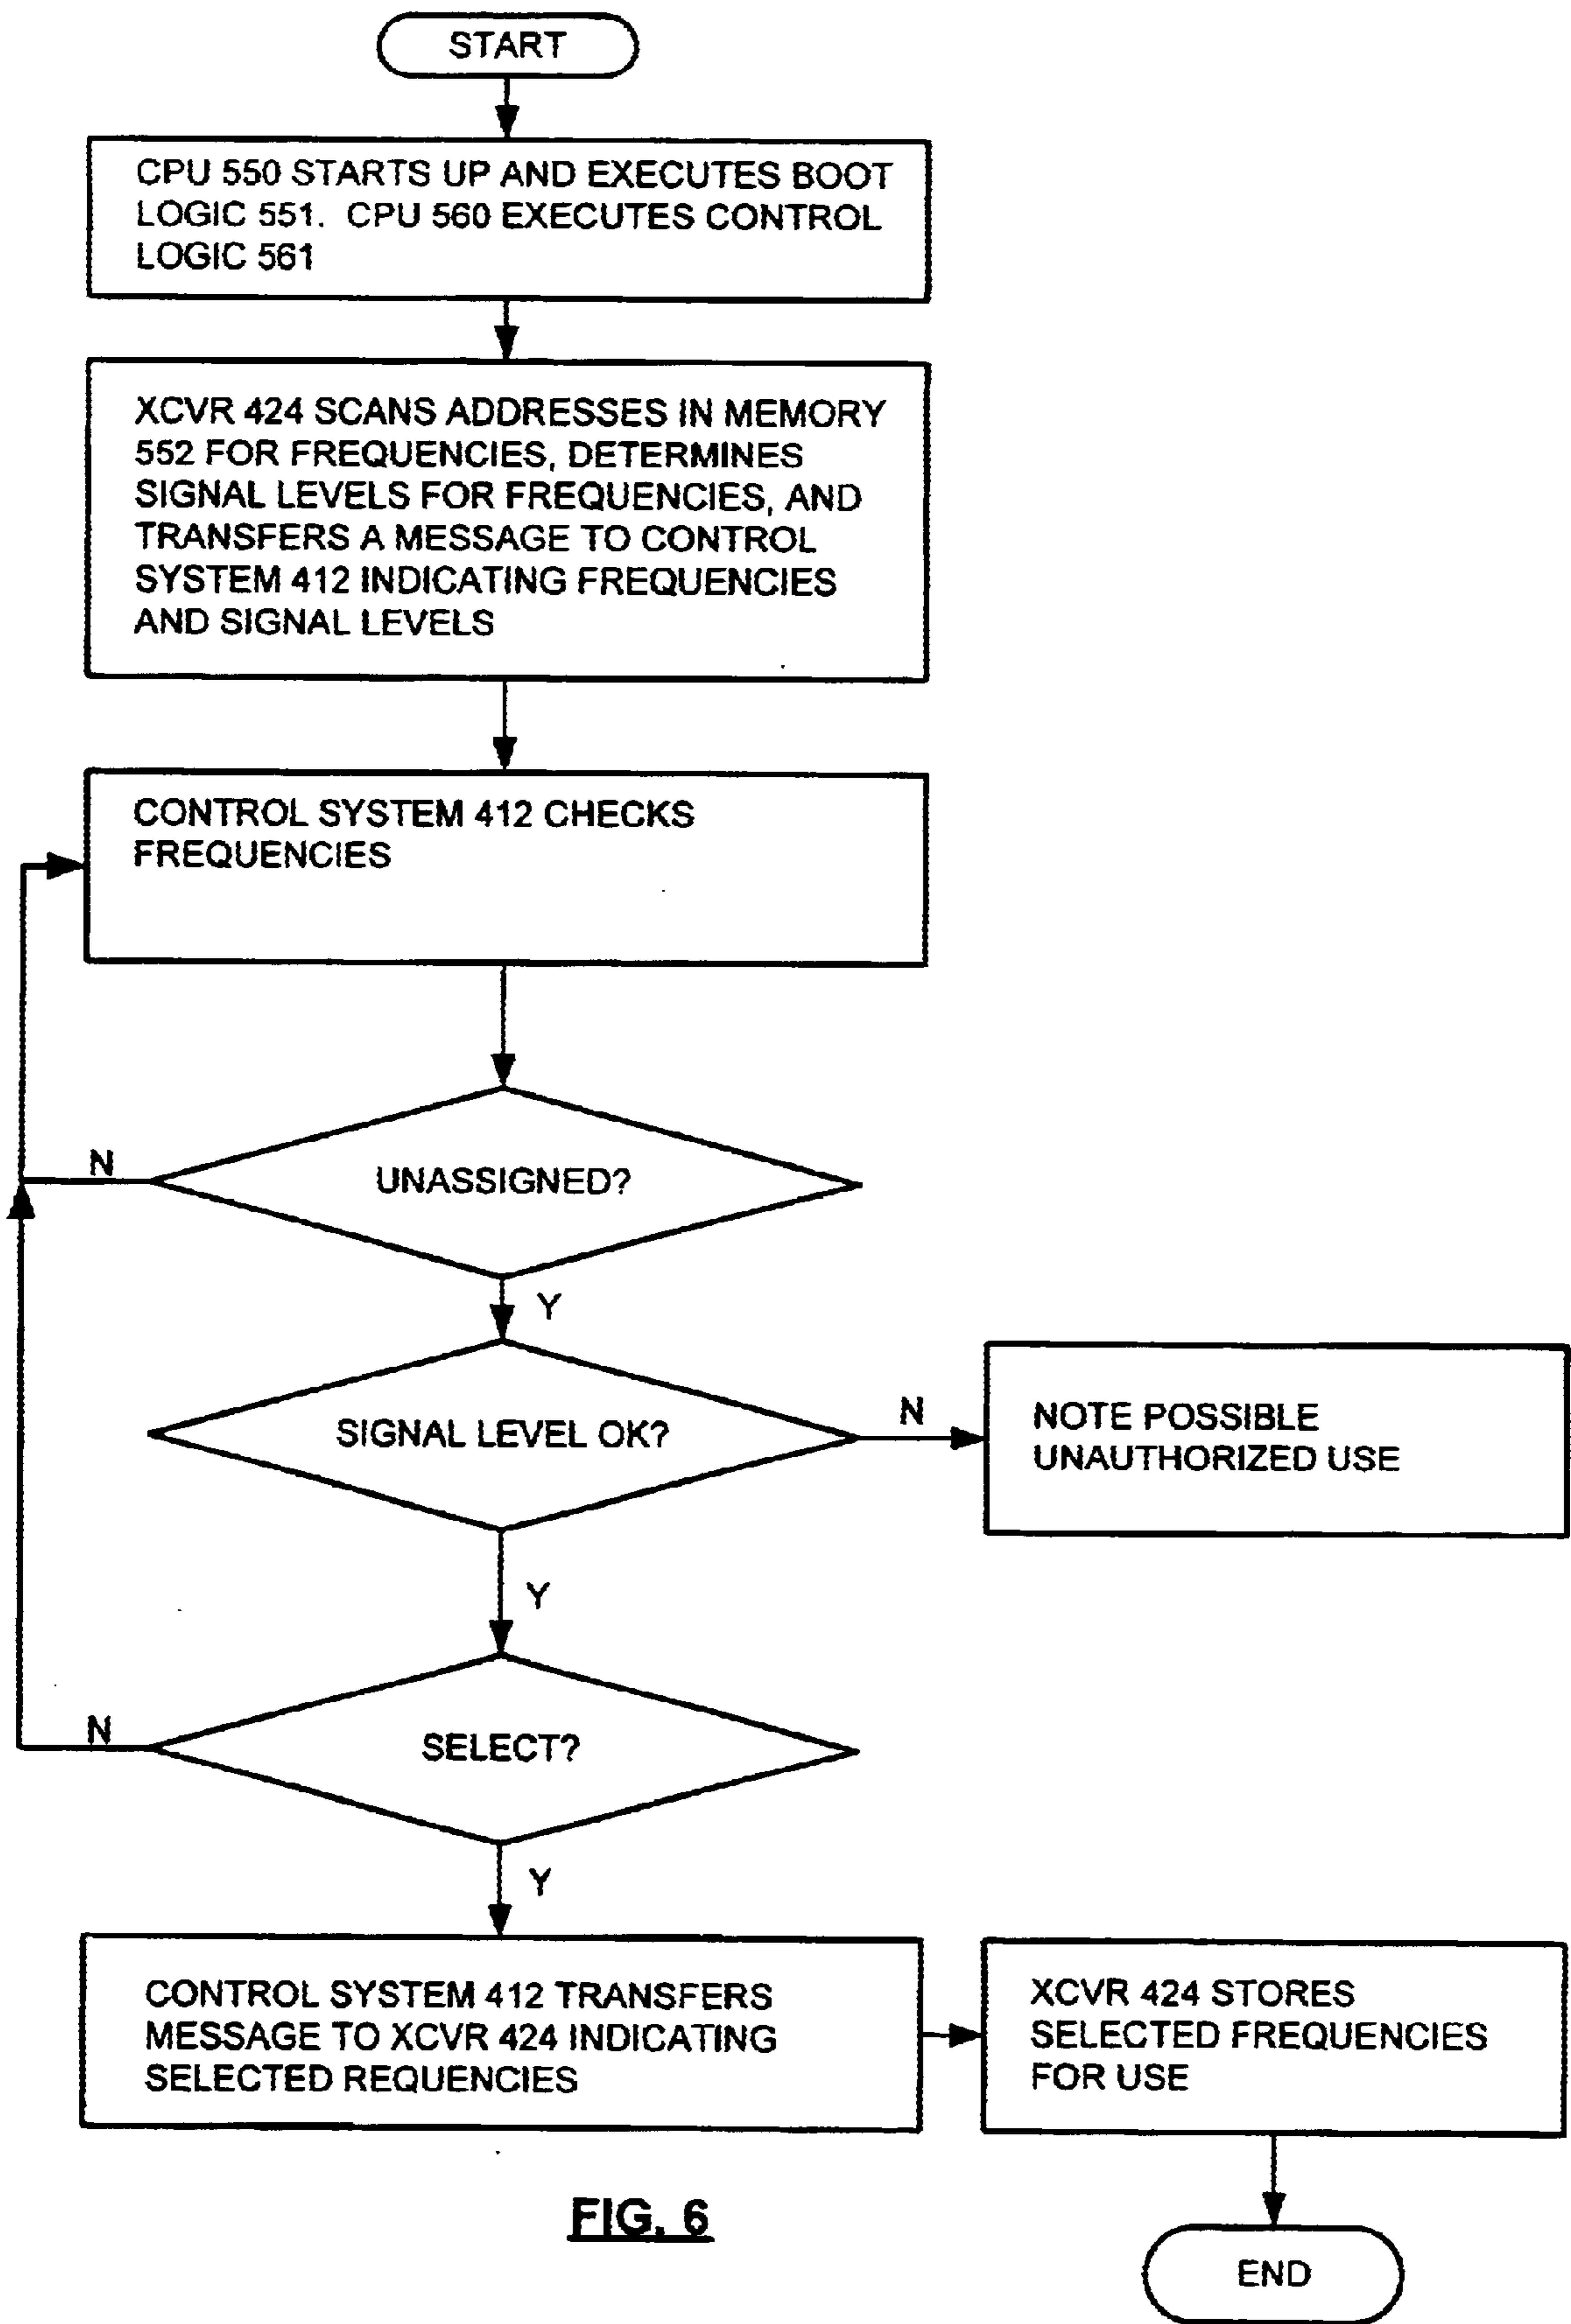 START
CPU 550 STARTS UP AND EXECUTES BOOT
LOGIC 551. CPU 560 EXECUTES CONTROL
LOGIC 561
XCVR 424 SCANS ADDRESSES IN MEMORY
552 FOR FREQUENCIES, DETERMINES
SIGNAL LEVELS FOR FREQUENCIES, AND
TRANSFERS A MESSAGE TO CONTROL
SYSTEM 412 INDICATING FREQUENCIES
AND SIGNAL LEVELS
CONTROL SYSTEM 412 CHECKS
FREQUENCIES
N
UNASSIGNED?
Y
SIGNAL LEVEL OK?
N
NOTE POSSIBLE
UNAUTHORIZED USE
Y
N
SELECT?
Y
CONTROL SYSTEM 412 TRANSFERS
MESSAGE TO XCVR 424 INDICATING
SELECTED REQUENCIES
XCVR 424 STORES
SELECTED FREQUENCIES
FOR USE
FIG. 6
END